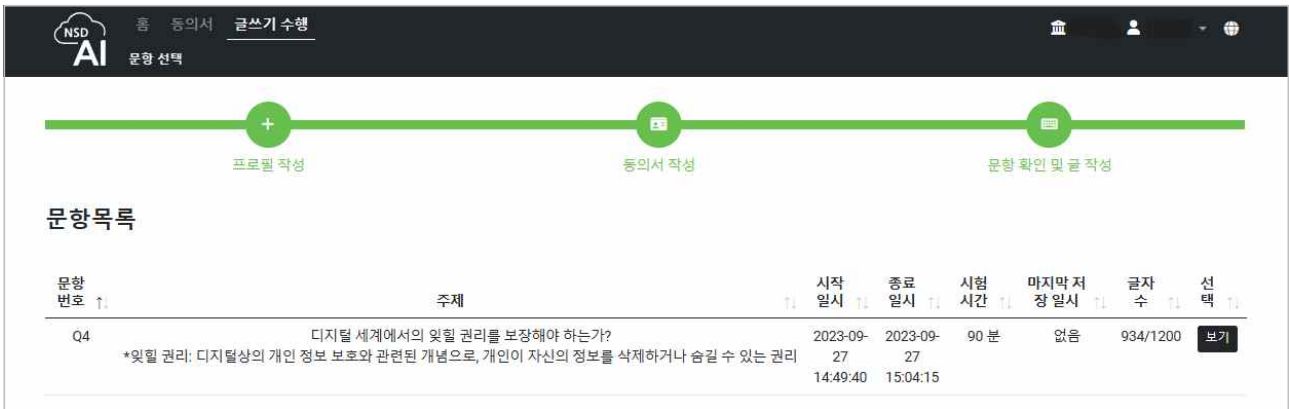 NSD
AI
홈 동의서 글쓰기 수행
문항 선택
프로필 작성 동의서 작성 문항 확인 및 글 작성
문항목록
문항 시작 종료 시험 마지막 저 글자 선
번호 주제 일시 일시 시간 장 일시 수 택
Q4 디지털 세계에서의 잊힐 권리를 보장해야 하는가? 2023-09- 2023-09- 90 분 없음 934/1200 보기
*잊힐 권리: 디지털상의 개인 정보 보호와 관련된 개념으로, 개인이 자신의 정보를 삭제하거나 숨길 수 있는 권리 27 27
14:49:40 15:04:15